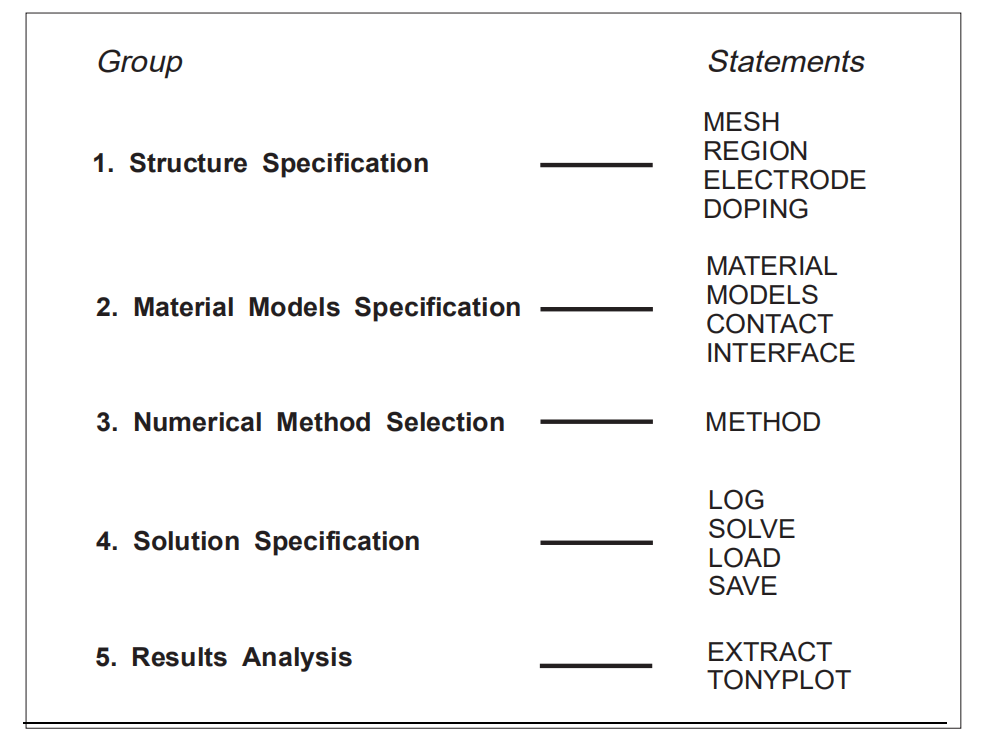 Group Statements
1. Structure Specification
MESH
REGION
ELECTRODE
DOPING
2. Material Models Specification
MATERIAL
MODELS
CONTACT
INTERFACE
3. Numerical Method Selection
METHOD
4. Solution Specification
LOG
SOLVE
LOAD
SAVE
5. Results Analysis
EXTRACT
TONYPLOT